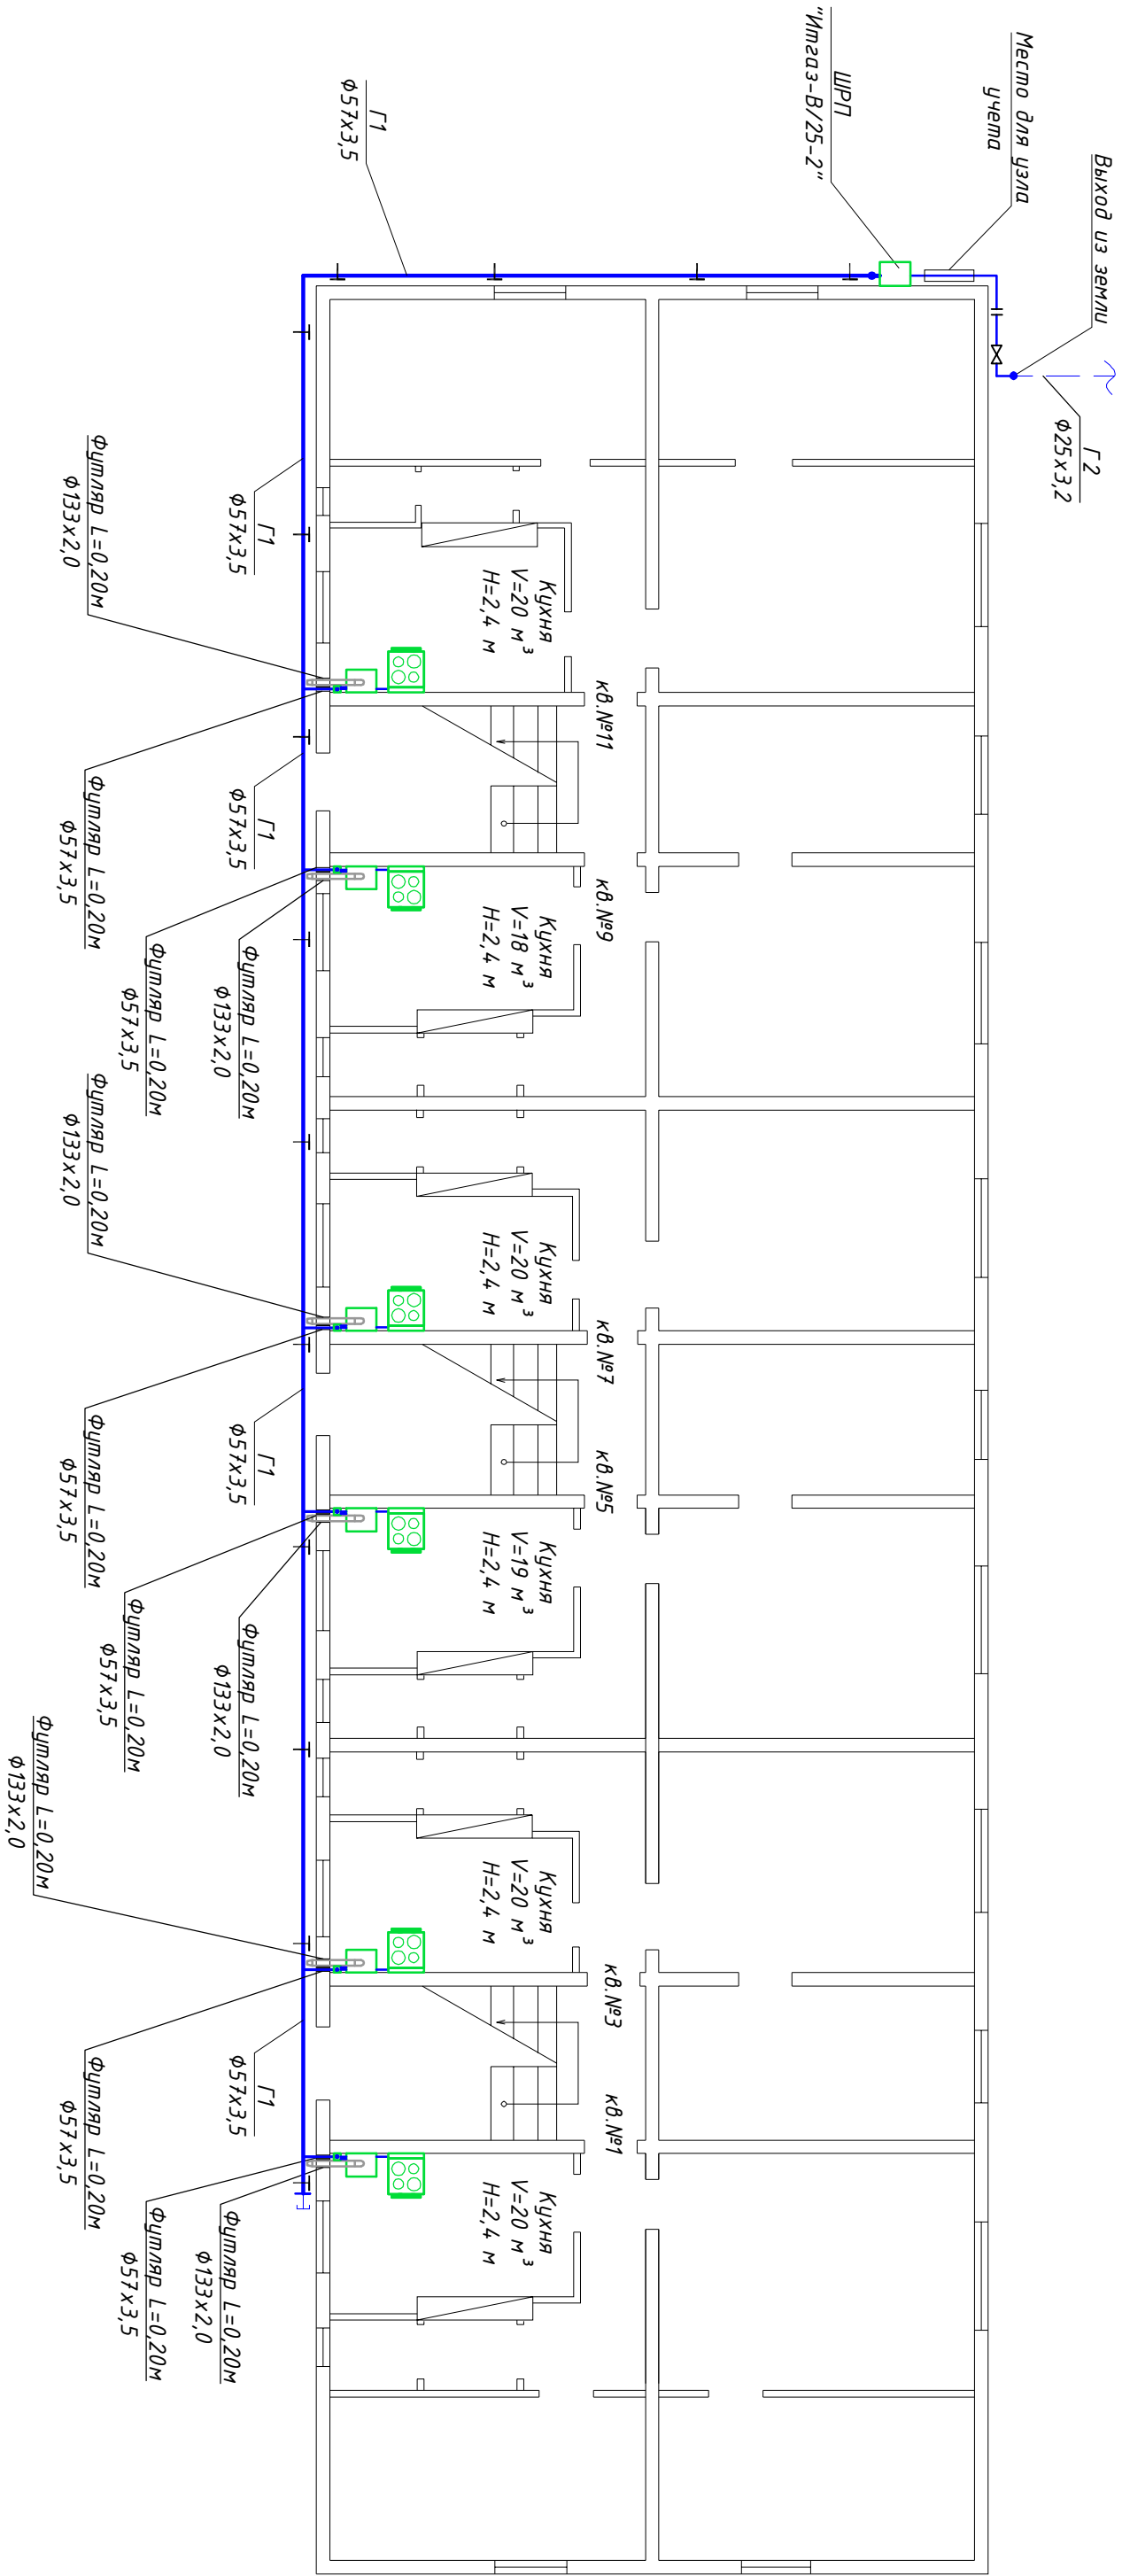 Выход из земли
Г2
Ф25х3,2
Место для узла
учета
ШРП
"Итгаз-В/25-2"
Г1
Ф57х3,5
Кухня
V=20 м³
H=2,4 м
кв.№11
Кухня
V=18 м³
H=2,4 м
кв.№9
Кухня
V=20 м³
H=2,4 м
кв.№7
Кухня
V=19 м³
H=2,4 м
кв.№5
Кухня
V=20 м³
H=2,4 м
кв.№3
Кухня
V=20 м³
H=2,4 м
кв.№1
Г1
Ф57х3,5
Г1
Ф57х3,5
Г1
Ф57х3,5
Г1
Ф57х3,5
Футляр L=0,20м
Ф133х2,0
Футляр L=0,20м
Ф57х3,5
Футляр L=0,20м
Ф57х3,5
Футляр L=0,20м
Ф133х2,0
Футляр L=0,20м
Ф133х2,0
Футляр L=0,20м
Ф57х3,5
Футляр L=0,20м
Ф57х3,5
Футляр L=0,20м
Ф133х2,0
Футляр L=0,20м
Ф133х2,0
Футляр L=0,20м
Ф57х3,5
Футляр L=0,20м
Ф57х3,5
Футляр L=0,20м
Ф133х2,0